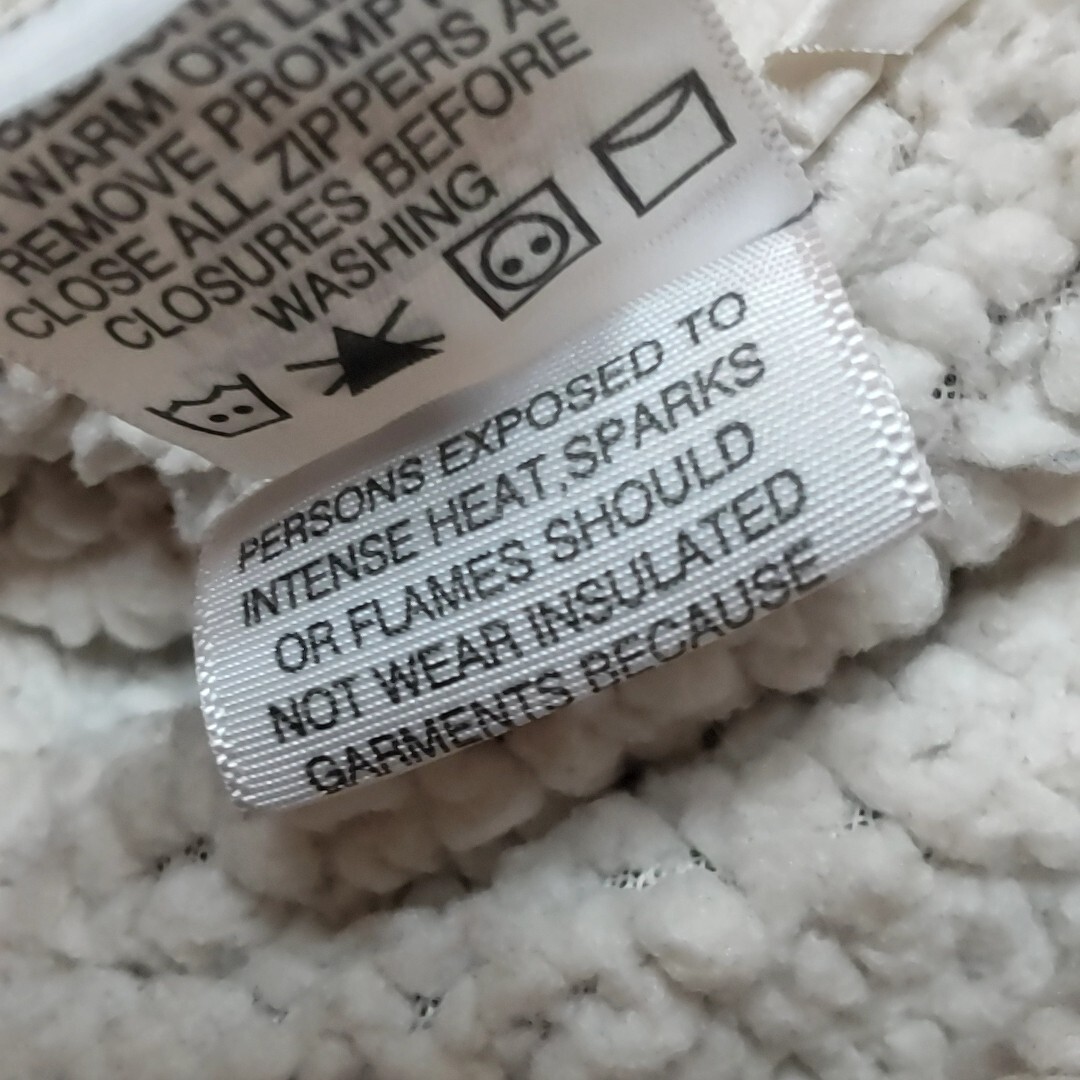 WARM OR
REMOVE PROMPT
CLOSE ALL ZIPPERS
CLOSURES BEFORE
WASHING
PERSONS EXPOSED TO
INTENSE HEAT, SPARKS
OR FLAMES SHOULD
NOT WEAR INSULATED
GARMENTS BECAUSE